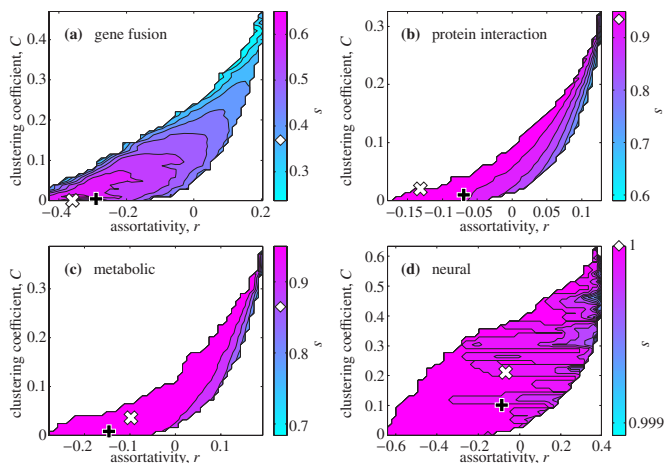 (a) gene fusion
clustering coefficient, C
0.4
0.3
0.2
0.1
0
−0.4 −0.2 0 0.2
assortativity, r
0.6
0.5
0.4
0.3
s
(b) protein interaction
clustering coefficient, C
0.3
0.2
0.1
0
−0.15 −0.1 −0.05 0 0.05 0.1
assortativity, r
0.9
0.8
0.7
0.6
s
(c) metabolic
clustering coefficient, C
0.3
0.2
0.1
0
−0.2 −0.1 0 0.1
assortativity, r
0.9
0.8
0.7
s
(d) neural
clustering coefficient, C
0.6
0.5
0.4
0.3
0.2
0.1
0
−0.6 −0.4 −0.2 0 0.2 0.4
assortativity, r
1
0.999
s